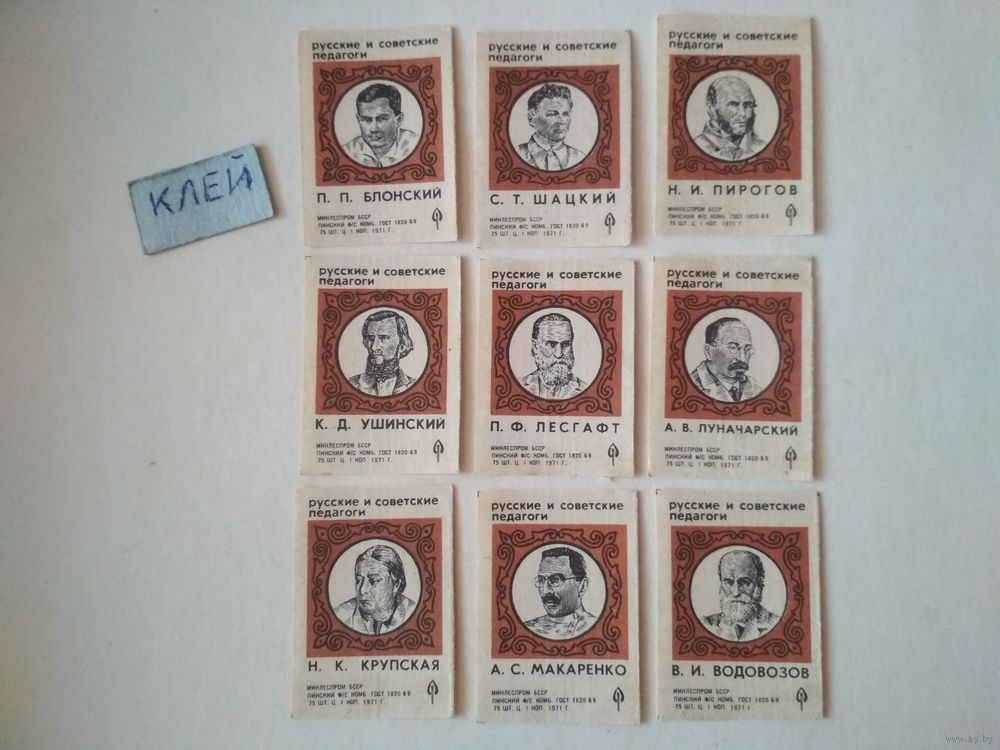 КЛЕЙ
русские и советские
педагоги
П. П. БЛОНСКИЙ
МИНЛЕСПРОМ БССР
ПИНСКИЙ Ф/С КОМБ. ГОСТ 1820-69
75 ШТ. Ц. 1 КОП. 1971 Г.
русские и советские
педагоги
С. Т. ШАЦКИЙ
МИНЛЕСПРОМ БССР
ПИНСКИЙ Ф/С КОМБ. ГОСТ 1820-69
75 ШТ. Ц. 1 КОП. 1971 Г.
русские и советские
педагоги
Н. И. ПИРОГОВ
МИНЛЕСПРОМ БССР
ПИНСКИЙ Ф/С КОМБ. ГОСТ 1820-69
75 ШТ. Ц. 1 КОП. 1971 Г.
русские и советские
педагоги
К. Д. УШИНСКИЙ
МИНЛЕСПРОМ БССР
ПИНСКИЙ Ф/С КОМБ. ГОСТ 1820-69
75 ШТ. Ц. 1 КОП. 1971 Г.
русские и советские
педагоги
П. Ф. ЛЕСГАФТ
МИНЛЕСПРОМ БССР
ПИНСКИЙ Ф/С КОМБ. ГОСТ 1820-69
75 ШТ. Ц. 1 КОП. 1971 Г.
русские и советские
педагоги
А. В. ЛУНАЧАРСКИЙ
МИНЛЕСПРОМ БССР
ПИНСКИЙ Ф/С КОМБ. ГОСТ 1820-69
75 ШТ. Ц. 1 КОП. 1971 Г.
русские и советские
педагоги
Н. К. КРУПСКАЯ
МИНЛЕСПРОМ БССР
ПИНСКИЙ Ф/С КОМБ. ГОСТ 1820-69
75 ШТ. Ц. 1 КОП. 1971 Г.
русские и советские
педагоги
А. С. МАКАРЕНКО
МИНЛЕСПРОМ БССР
ПИНСКИЙ Ф/С КОМБ. ГОСТ 1820-69
75 ШТ. Ц. 1 КОП. 1971 Г.
русские и советские
педагоги
В. И. ВОДОВОЗОВ
МИНЛЕСПРОМ БССР
ПИНСКИЙ Ф/С КОМБ. ГОСТ 1820-69
75 ШТ. Ц. 1 КОП. 1971 Г.
www.ay.by